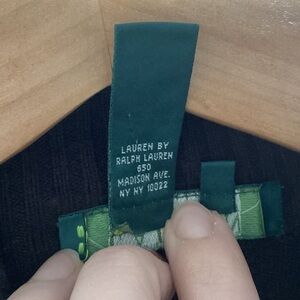 LAUREN BY
RALPH LAUREN
650
MADISON AVE.
NY NY 10022